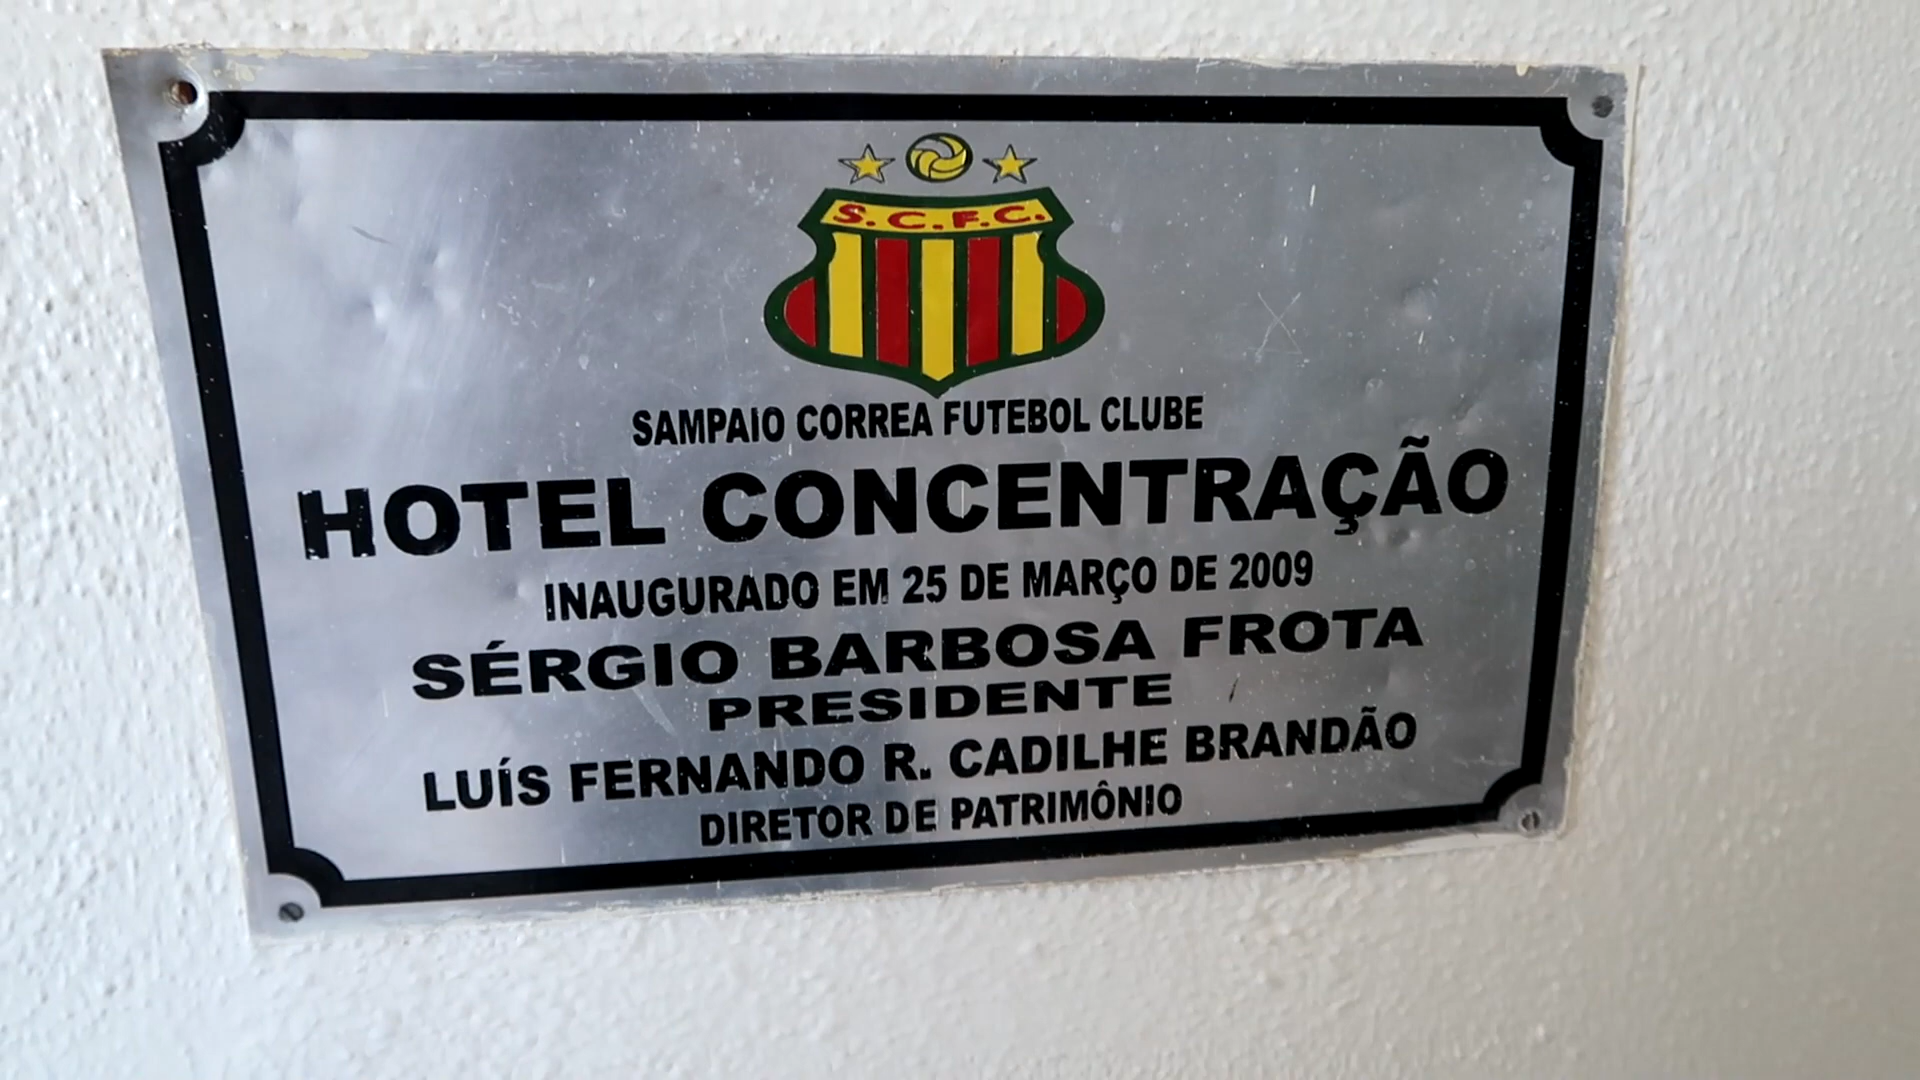 S.C.F.C.
SAMPAIO CORREA FUTEBOL CLUBE
HOTEL CONCENTRAÇÃO
INAUGURADO EM 25 DE MARÇO DE 2009
SÉRGIO BARBOSA FROTA
PRESIDENTE
LUÍS FERNANDO R. CADILHE BRANDÃO
DIRETOR DE PATRIMÔNIO